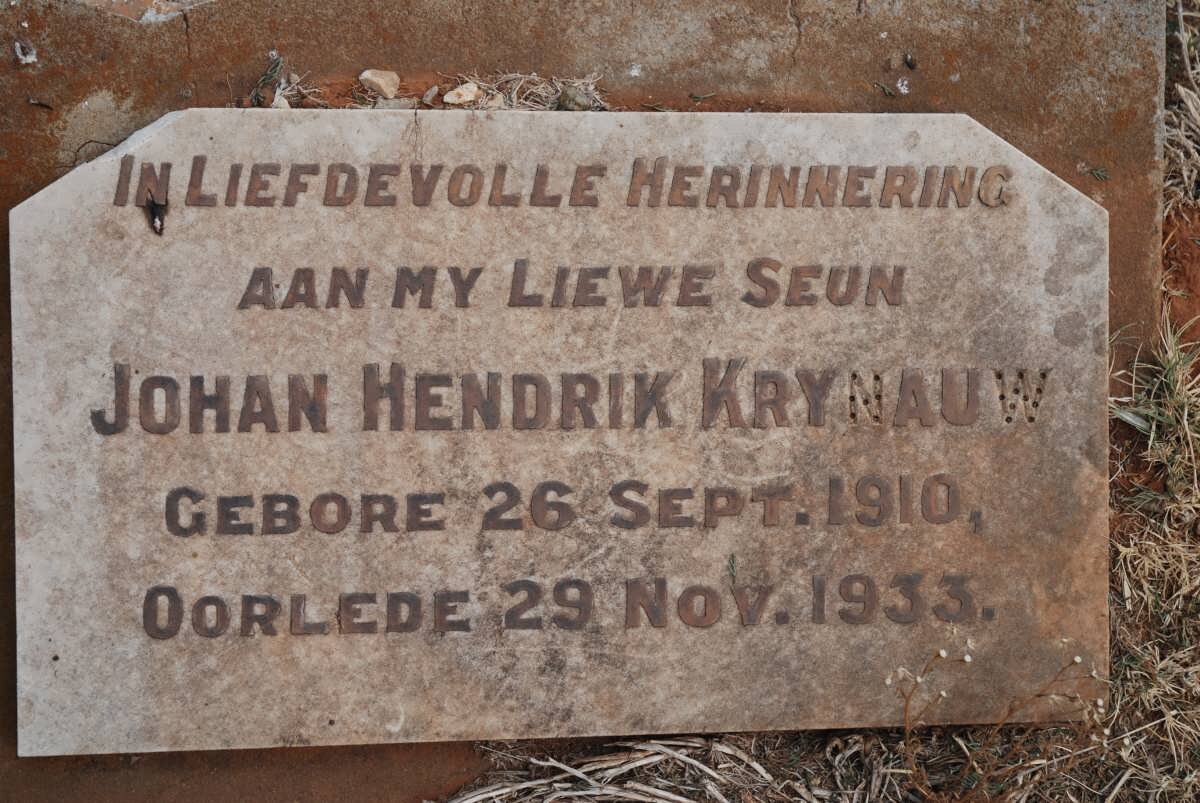 In Liefdevolle Herinnering
aan my Liewe Seun
Johan Hendrik Krynauw
Gebore 26 Sept. 1910,
Oorlede 29 Nov. 1933.